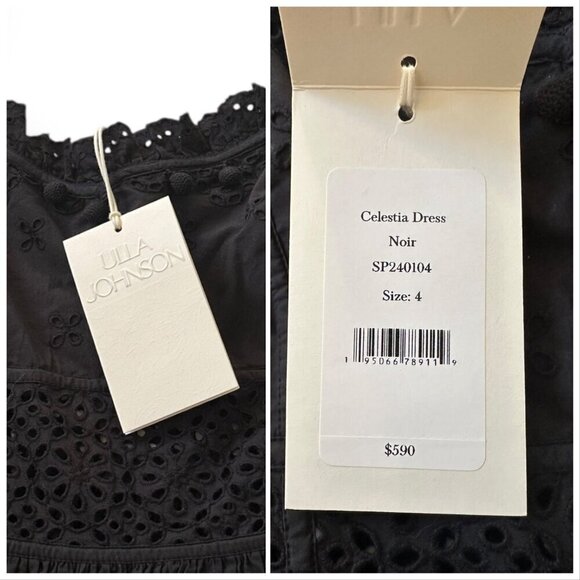 ULLA
JOHNSON
Celestia Dress
Noir
SP240104
Size: 4
1 95066 78911 9
$590